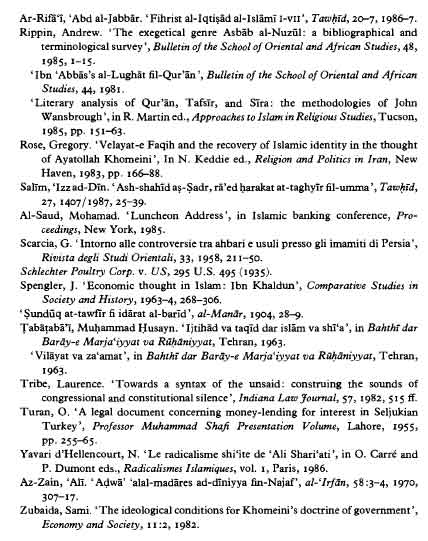 Ar-Rifā‘ī, ‘Abd al-Jabbār. ‘Fihrist al-Iqtiṣād al-Islāmī I–VII’, Tawḥīd, 20–7, 1986–7.
Rippin, Andrew. ‘The exegetical genre Asbāb al-Nuzūl: a bibliographical and
terminological survey’, Bulletin of the School of Oriental and African Studies, 48,
1985, 1–15.
‘Ibn ‘Abbās’s al-Lughāt fil-Qur’ān’, Bulletin of the School of Oriental and African
Studies, 44, 1981.
‘Literary analysis of Qur’ān, Tafsīr, and Sīra: the methodologies of John
Wansbrough’, in R. Martin ed., Approaches to Islam in Religious Studies, Tucson,
1985, pp. 151–63.
Rose, Gregory. ‘Velayat-e Faqih and the recovery of Islamic identity in the thought
of Ayatollah Khomeini’, In N. Keddie ed., Religion and Politics in Iran, New
Haven, 1983, pp. 166–88.
Salīm, ‘Izz ad-Dīn. ‘Ash-shahīd aṣ-Ṣadr, rā’ed ḥarakat at-taghyīr fil-umma’, Tawḥīd,
27, 1407/1987, 25–39.
Al-Saud, Mohamad. ‘Luncheon Address’, in Islamic banking conference, Pro-
ceedings, New York, 1985.
Scarcia, G. ‘Intorno alle controversie tra ahbari e usuli presso gli imamiti di Persia’,
Rivista degli Studi Orientali, 33, 1958, 211–50.
Schlechter Poultry Corp. v. US, 295 U.S. 495 (1935).
Spengler, J. ‘Economic thought in Islam: Ibn Khaldun’, Comparative Studies in
Society and History, 1963–4, 268–306.
‘Ṣundūq at-tawfīr fi idārat al-barīd’, al-Manār, 1904, 28–9.
Ṭabāṭabā’ī, Muḥammad Ḥusayn. ‘Ijtihād va taqīd dar islām va shī‘a’, in Bahthī dar
Barāy-e Marja‘iyyat va Rūḥāniyyat, Tehran, 1963.
‘Vilāyat va za‘amat’, in Bahthī dar Barāy-e Marja‘iyyat va Rūḥāniyyat, Tehran,
1963.
Tribe, Laurence. ‘Towards a syntax of the unsaid: construing the sounds of
congressional and constitutional silence’, Indiana Law Journal, 57, 1982, 515 ff.
Turan, O. ‘A legal document concerning money-lending for interest in Seljukian
Turkey’, Professor Muhammad Shafi Presentation Volume, Lahore, 1955,
pp. 255–65.
Yavari d’Hellencourt, N. ‘Le radicalisme shi‘ite de ‘Ali Shari‘ati’, in O. Carré and
P. Dumont eds., Radicalismes Islamiques, vol. 1, Paris, 1986.
Az-Zain, ‘Alī. ‘Aḍwā’ ‘alal-madāres ad-dīniyya fin-Najaf’, al-‘Irfān, 58:3–4, 1970,
307–17.
Zubaida, Sami. ‘The ideological conditions for Khomeini’s doctrine of government’,
Economy and Society, 11:2, 1982.